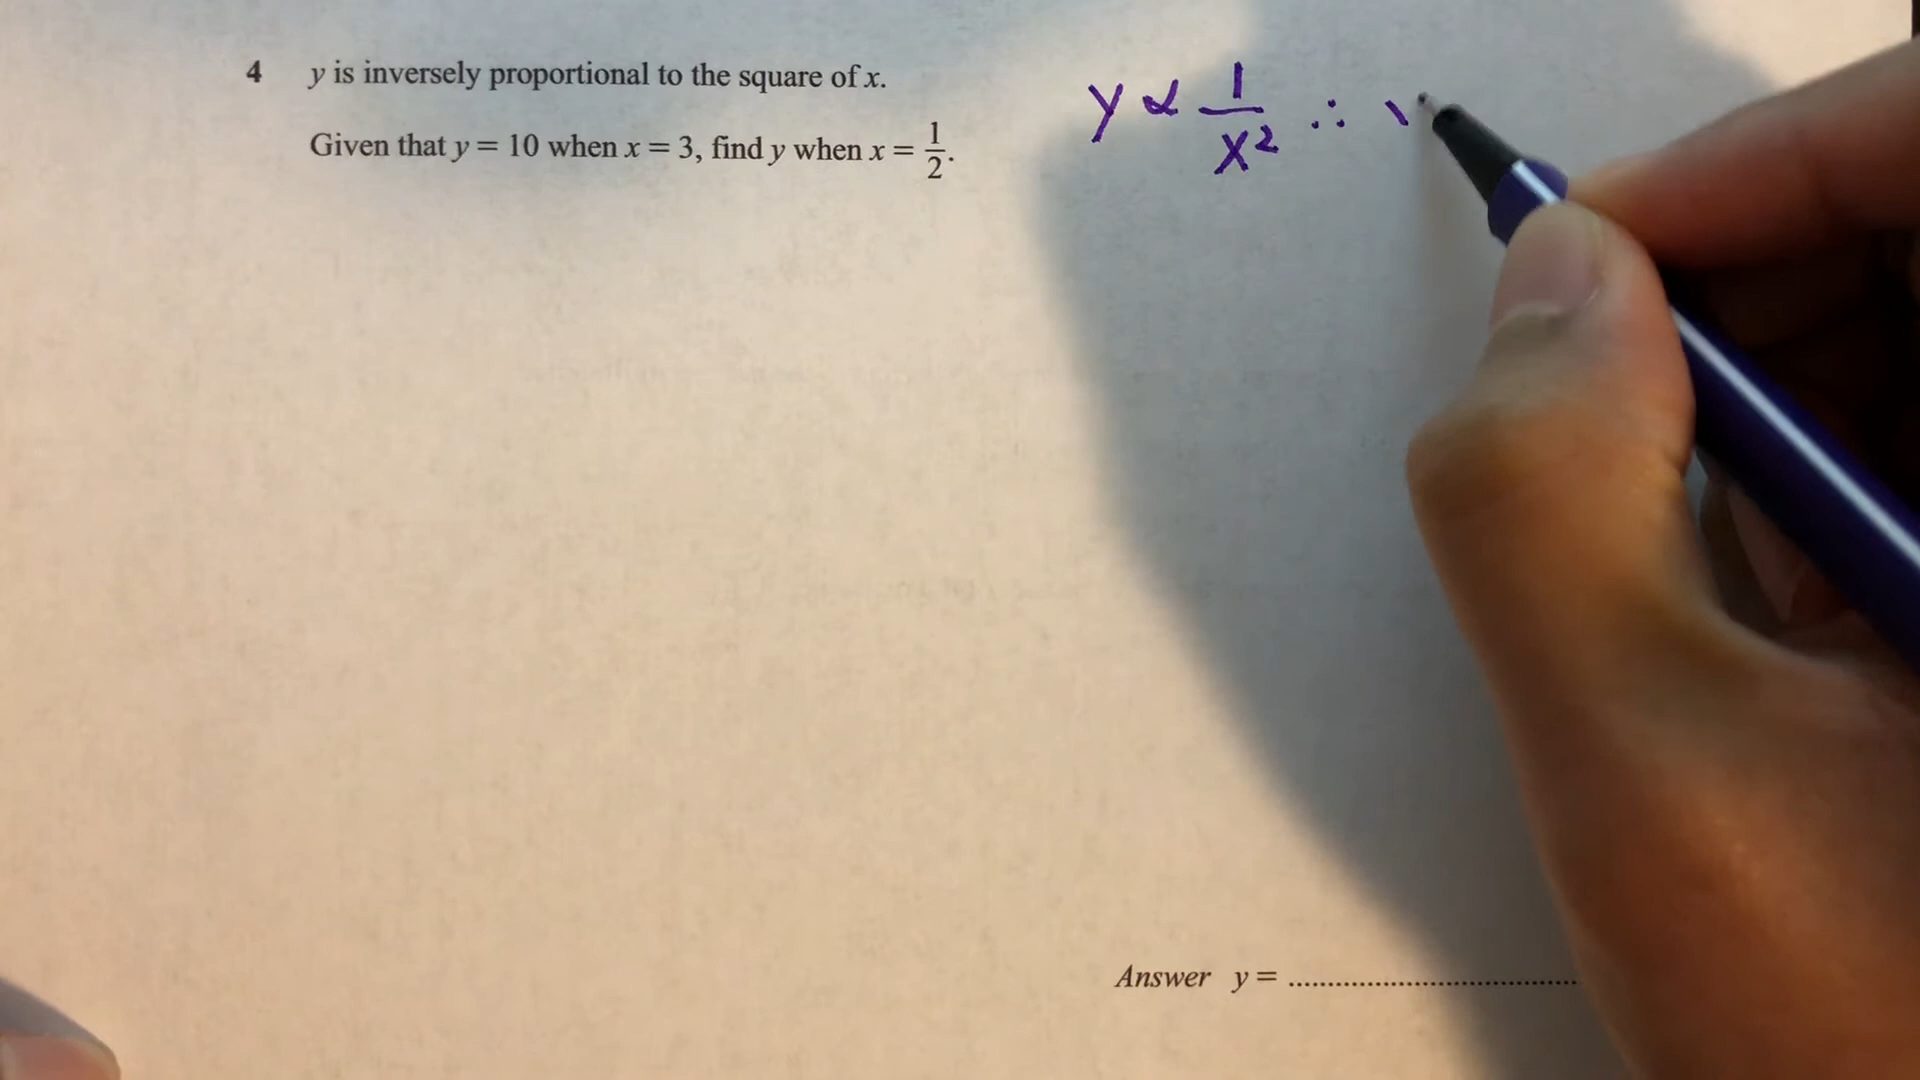 4 y is inversely proportional to the square of x.
Given that y = 10 when x = 3, find y when x = 1/2.
y ∝ 1/x² ∴
Answer y = ........................................